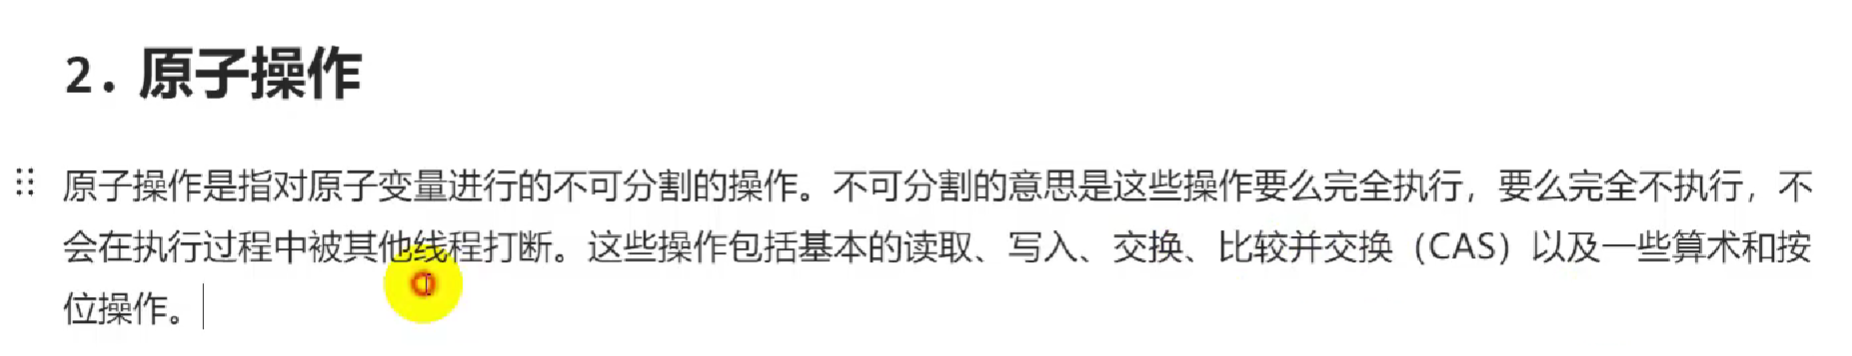 2. 原子操作
原子操作是指对原子变量进行的不可分割的操作。不可分割的意思是这些操作要么完全执行，要么完全不执行，不
会在执行过程中被其他线程打断。这些操作包括基本的读取、写入、交换、比较并交换（CAS）以及一些算术和按
位操作。